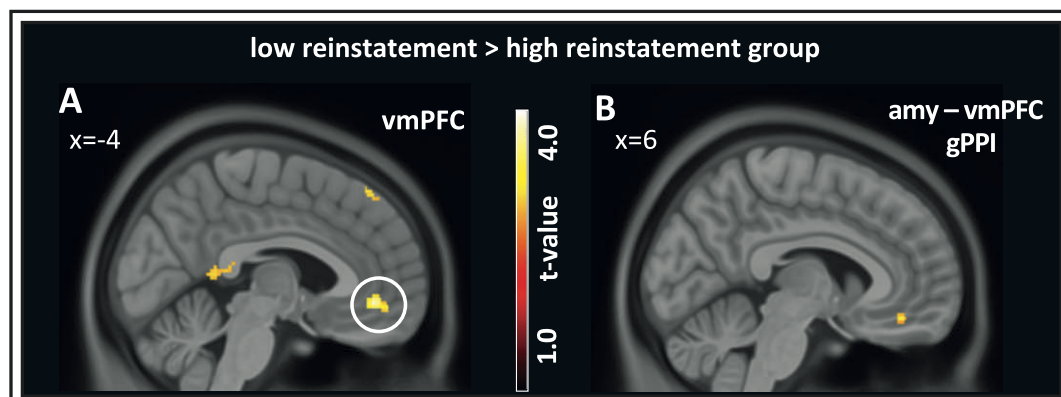 low reinstatement > high reinstatement group
A
vmPFC
x=-4
4.0
t-value
1.0
B
amy – vmPFC
gPPI
x=6